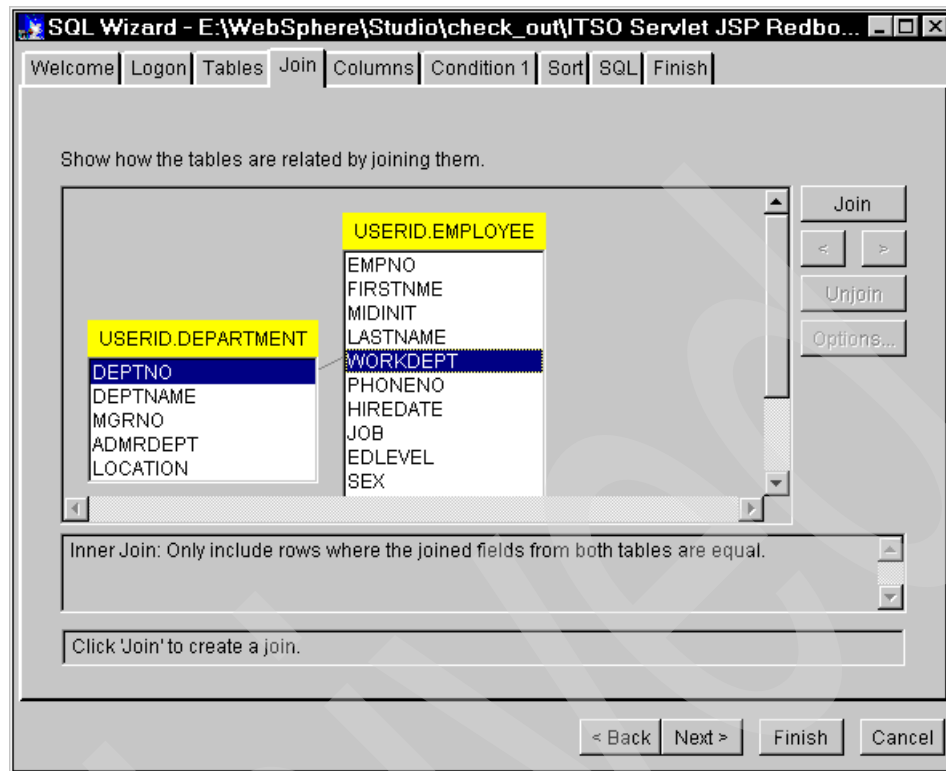 SQL Wizard - E:\WebSphere\Studio\check_out\ITSO Servlet JSP Redbo...
Welcome Logon Tables Join Columns Condition 1 Sort SQL Finish
Show how the tables are related by joining them.
USERID.DEPARTMENT
DEPTNO
DEPTNAME
MGRNO
ADMRDEPT
LOCATION
USERID.EMPLOYEE
EMPNO
FIRSTNME
MIDINIT
LASTNAME
WORKDEPT
PHONENO
HIREDATE
JOB
EDLEVEL
SEX
Join
< >
Unjoin
Options...
Inner Join: Only include rows where the joined fields from both tables are equal.
Click 'Join' to create a join.
< Back Next > Finish Cancel